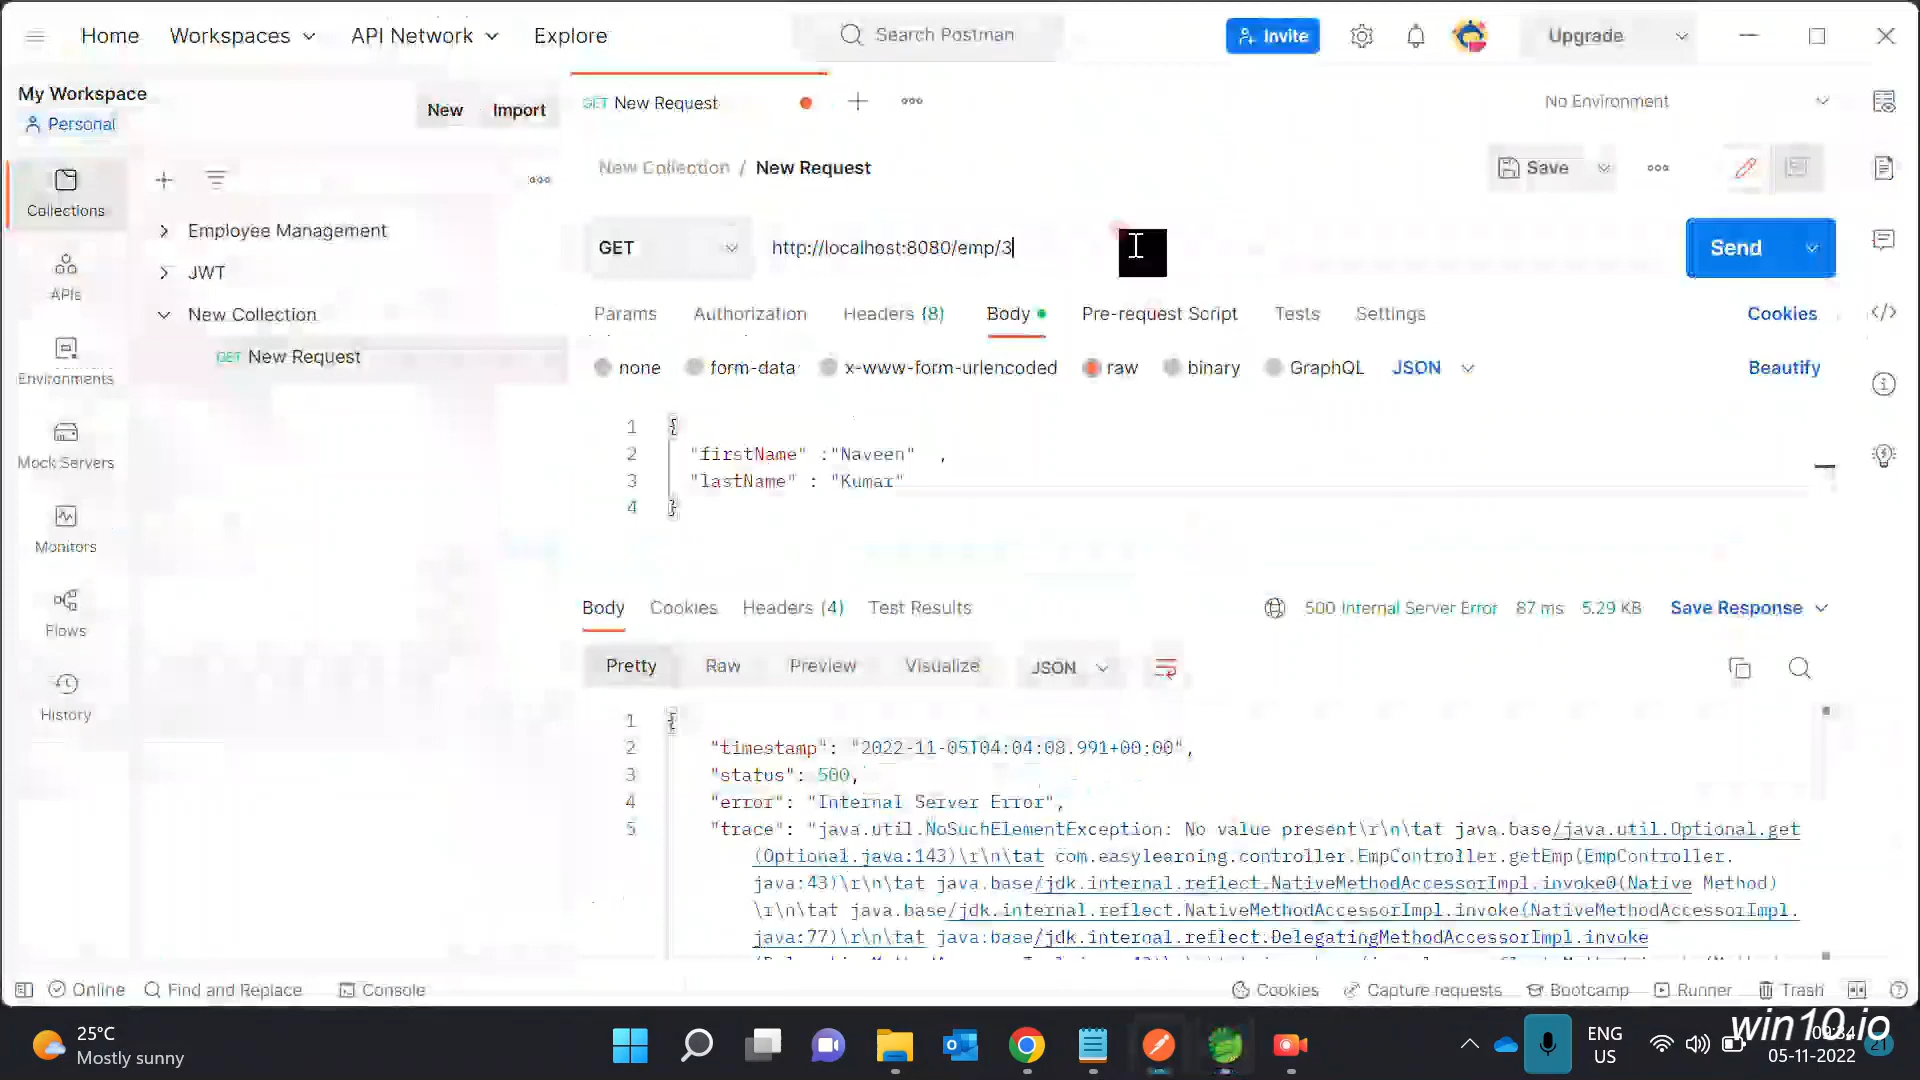 Home Workspaces API Network Explore Search Postman Invite Upgrade
My Workspace
Personal
New Import
GET New Request
No Environment
New Collection / New Request
Save
Collections
Employee Management
JWT
New Collection
GET New Request
APIs
Environments
Mock Servers
Monitors
Flows
History
GET http://localhost:8080/emp/3 Send
Params Authorization Headers (8) Body Pre-request Script Tests Settings Cookies
none form-data x-www-form-urlencoded raw binary GraphQL JSON Beautify
1 {
2 "firstName" :"Naveen" ,
3 "lastName" : "Kumar"
4 }
Body Cookies Headers (4) Test Results 500 Internal Server Error 87 ms 5.29 KB Save Response
Pretty Raw Preview Visualize JSON
1 {
2 "timestamp": "2022-11-05T04:04:08.991+00:00",
3 "status": 500,
4 "error": "Internal Server Error",
5 "trace": "java.util.NoSuchElementException: No value present\r\n\tat java.base/java.util.Optional.get
(Optional.java:143)\r\n\tat com.easylearning.controller.EmpController.getEmp(EmpController.
java:43)\r\n\tat java.base/jdk.internal.reflect.NativeMethodAccessorImpl.invoke0(Native Method)
\r\n\tat java.base/jdk.internal.reflect.NativeMethodAccessorImpl.invoke(NativeMethodAccessorImpl.
java:77)\r\n\tat java.base/jdk.internal.reflect.DelegatingMethodAccessorImpl.invoke
Online Find and Replace Console Cookies Capture requests Bootcamp Runner Trash
25°C
Mostly sunny
ENG
US
win10.io
05-11-2022
21